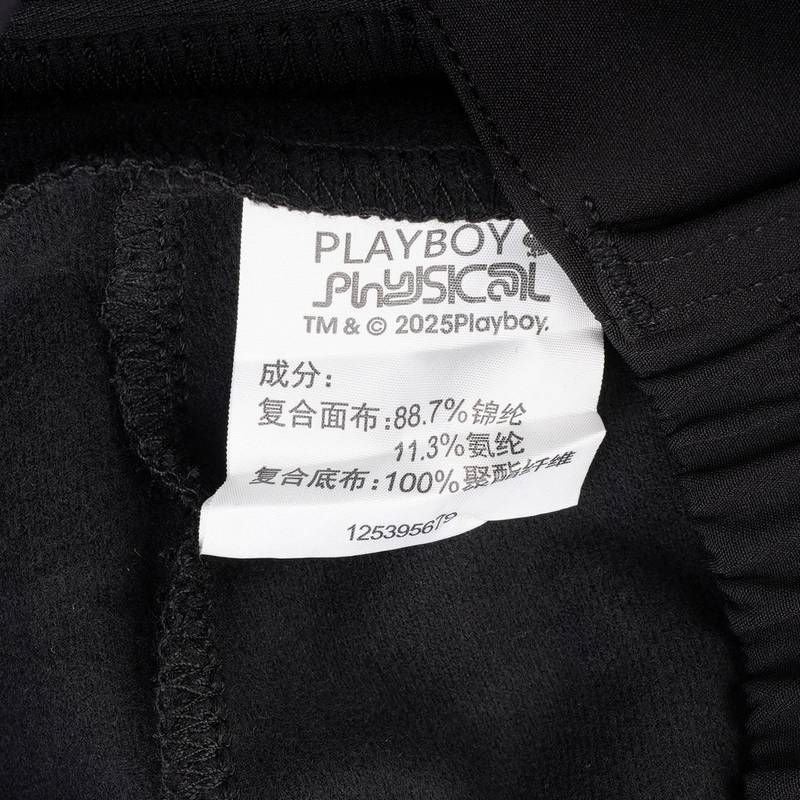 PLAYBOY
Physical
TM & © 2025Playboy.
成分：
复合面布：88.7%锦纶
11.3%氨纶
复合底布：100%聚酯纤维
125395679